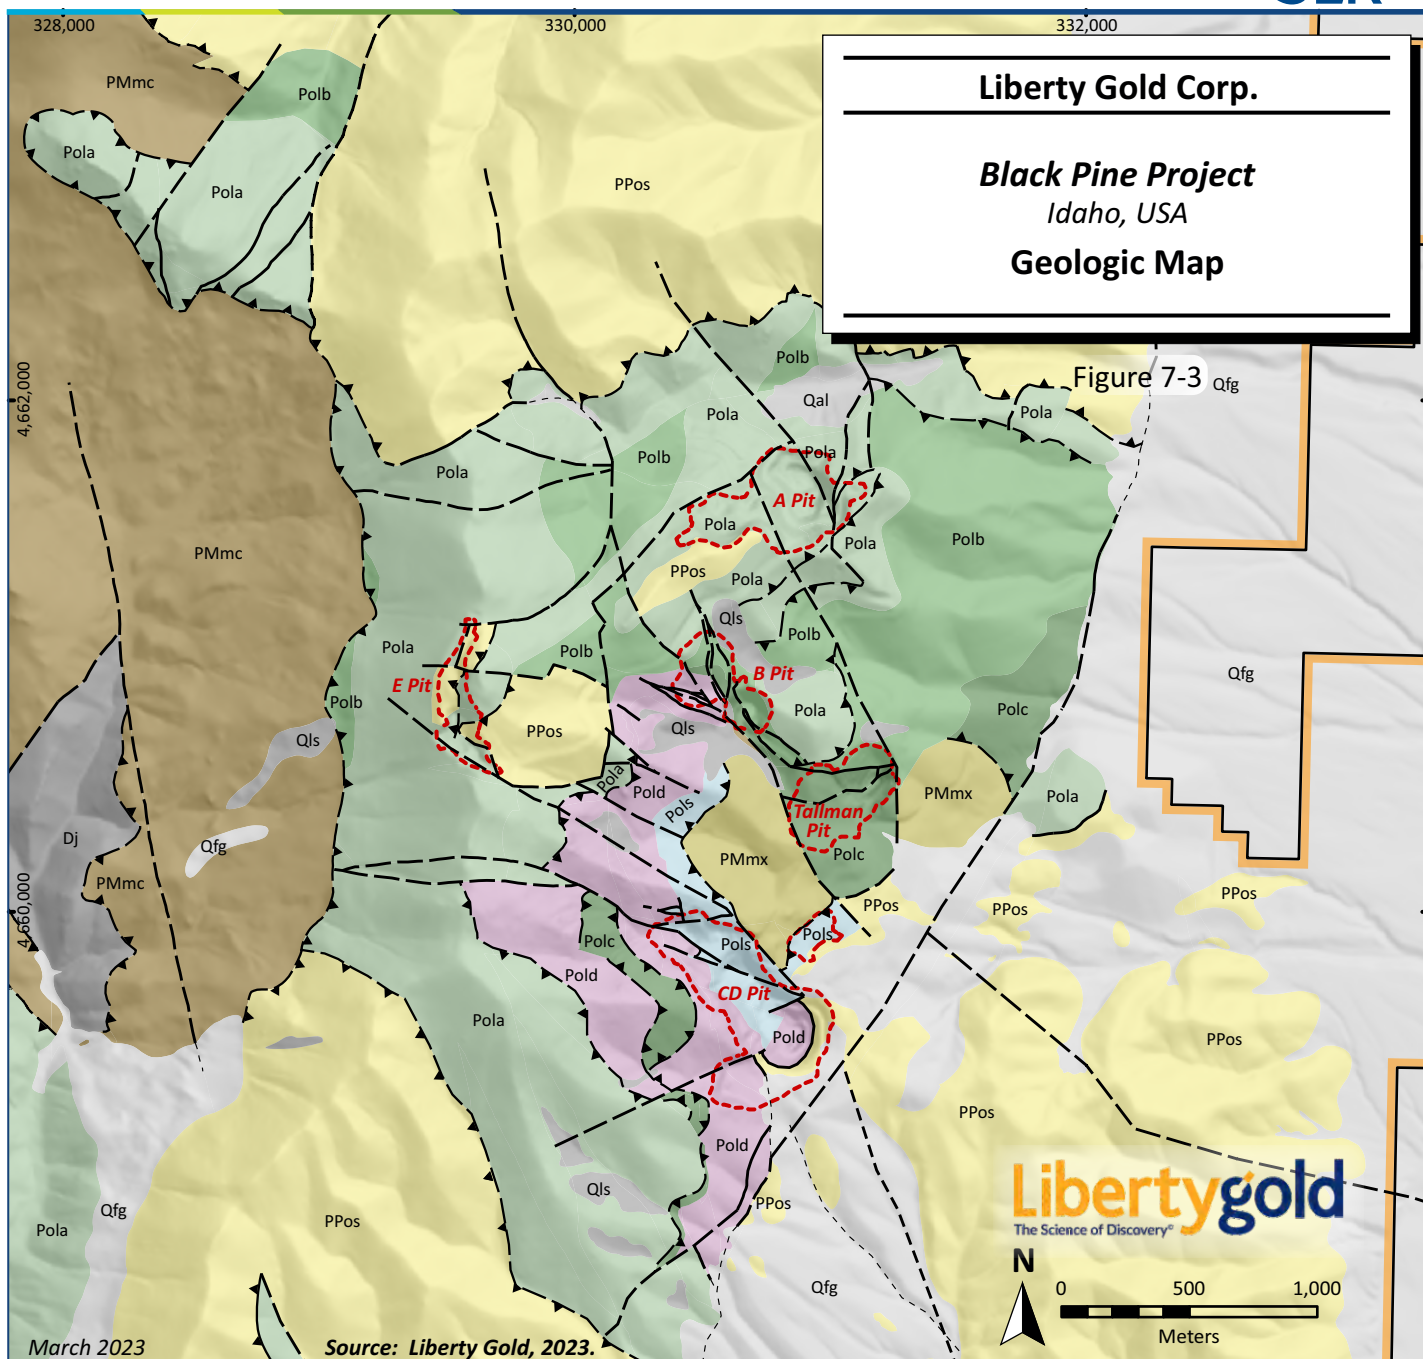 328,000
330,000
332,000
Liberty Gold Corp.
Black Pine Project
Idaho, USA
Geologic Map
Figure 7-3
Qfg
PMmc
Polb
Pola
Pola
PPos
4,662,000
Polb
Qal
Pola
Pola
Pola
Polb
Pola
A Pit
Pola
Pola
Polb
PMmc
PPos
Pola
Qls
Polb
Pola
Polb
E Pit
B Pit
Qfg
Polb
Pola
Polc
Qls
PPos
Qls
Pola
Pold
Pols
PMmx
Pola
Tallman
Pit
Dj
Qfg
PMmx
Polc
PMmc
PPos
PPos
PPos
4,660,000
Polc
Pols
Pols
Pold
CD Pit
Pola
Pold
PPos
PPos
Pold
Qls
PPos
Qfg
Pola
PPos
Libertygold
The Science of Discovery©
N
Qfg
0 500 1,000
Meters
March 2023
Source: Liberty Gold, 2023.